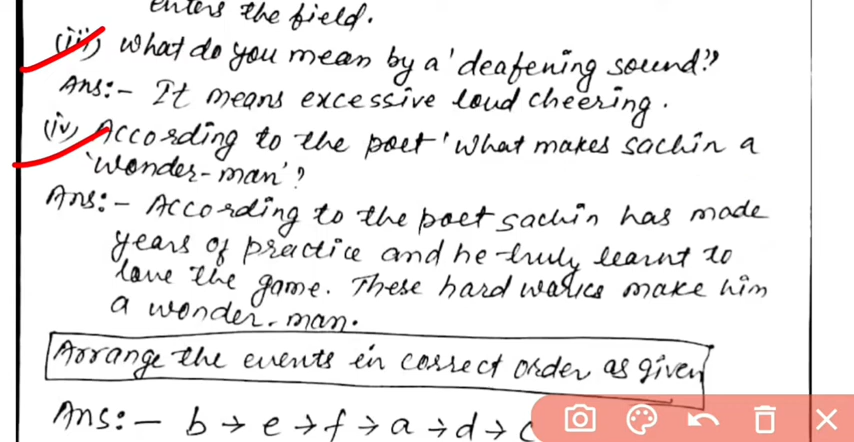 enters the field.
(iii) What do you mean by a 'deafening sound'?
Ans:- It means excessive loud cheering.
(iv) According to the poet 'what makes sachin a
'wonder-man'?
Ans:- According to the poet sachin has made
years of practice and he truly learnt to
love the game. These hard works make him
a wonder-man.
Arrange the events in correct order as given
Ans:- b → e → f → a → d → c